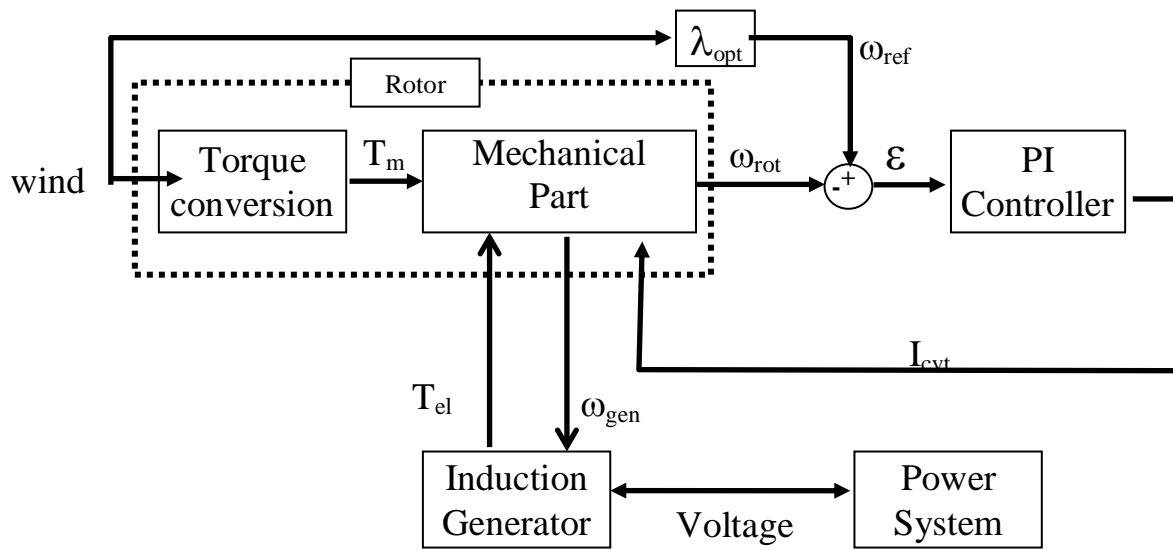 λopt
ωref
Rotor
wind
Torque
conversion
Tm
Mechanical
Part
ωrot
- +
ε
PI
Controller
Icvt
Tel
ωgen
Induction
Generator
Voltage
Power
System